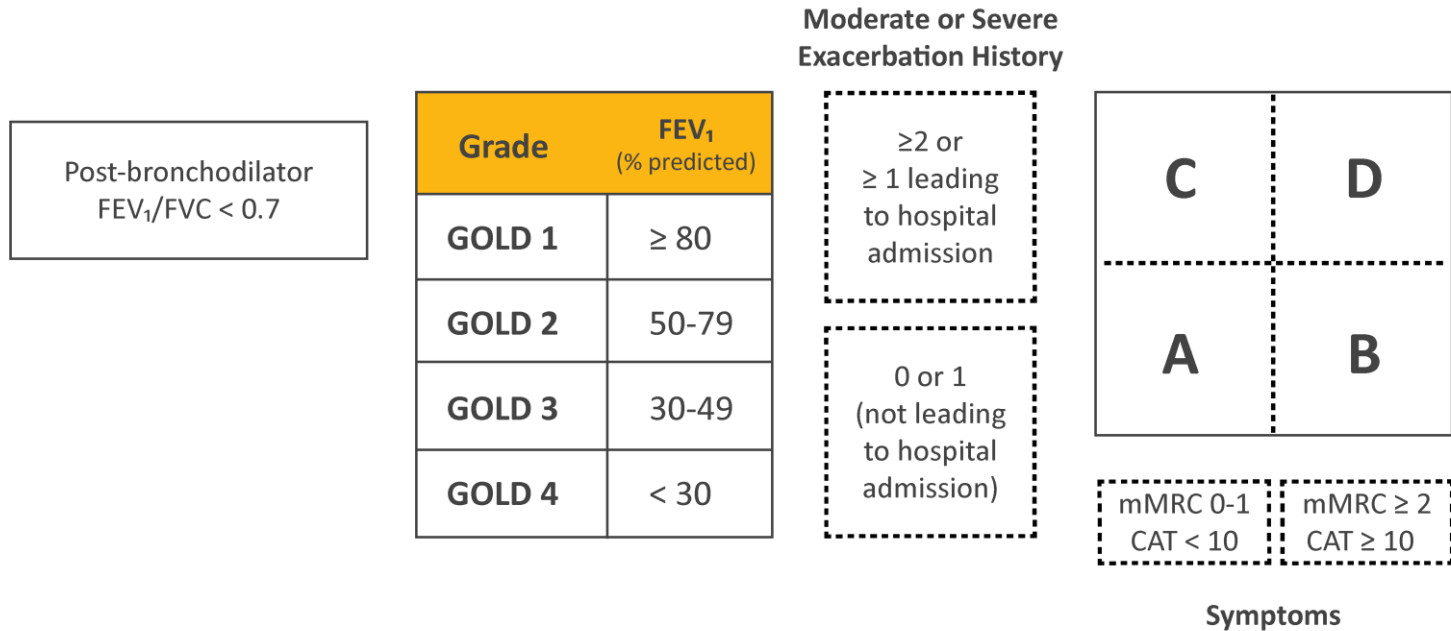 Post-bronchodilator
FEV₁/FVC < 0.7
Grade
FEV₁
(% predicted)
GOLD 1
≥ 80
GOLD 2
50-79
GOLD 3
30-49
GOLD 4
< 30
Moderate or Severe
Exacerbation History
≥2 or
≥ 1 leading
to hospital
admission
0 or 1
(not leading
to hospital
admission)
C
D
A
B
mMRC 0-1
CAT < 10
mMRC ≥ 2
CAT ≥ 10
Symptoms